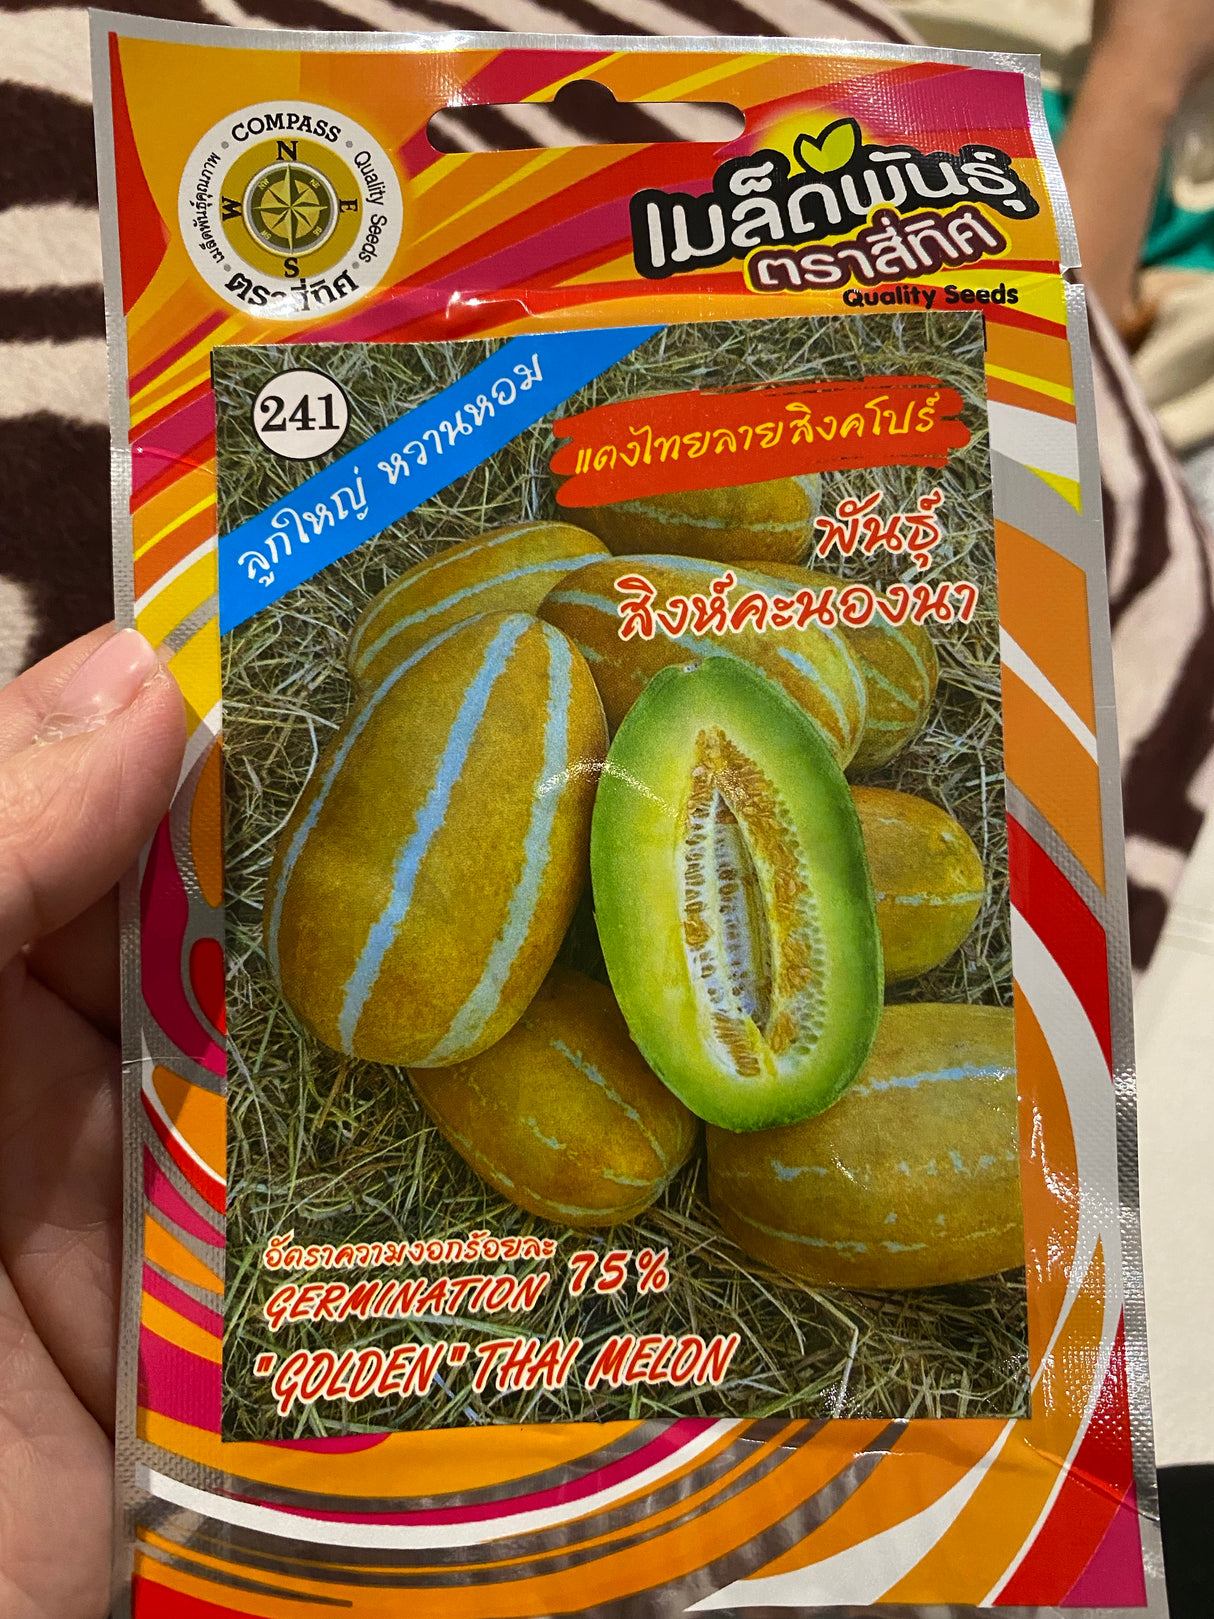 COMPASS
Quality Seeds
เมล็ดพันธุ์คุณภาพ
ตราสี่ทิศ
N
W E
S
เมล็ดพันธุ์
ตราสี่ทิศ
Quality Seeds
241
ลูกใหญ่ หวานหอม
แตงไทยลายสิงคโปร์
พันธุ์
สิงห์คะนองนา
อัตราความงอกร้อยละ
GERMINATION 75%
"GOLDEN" THAI MELON